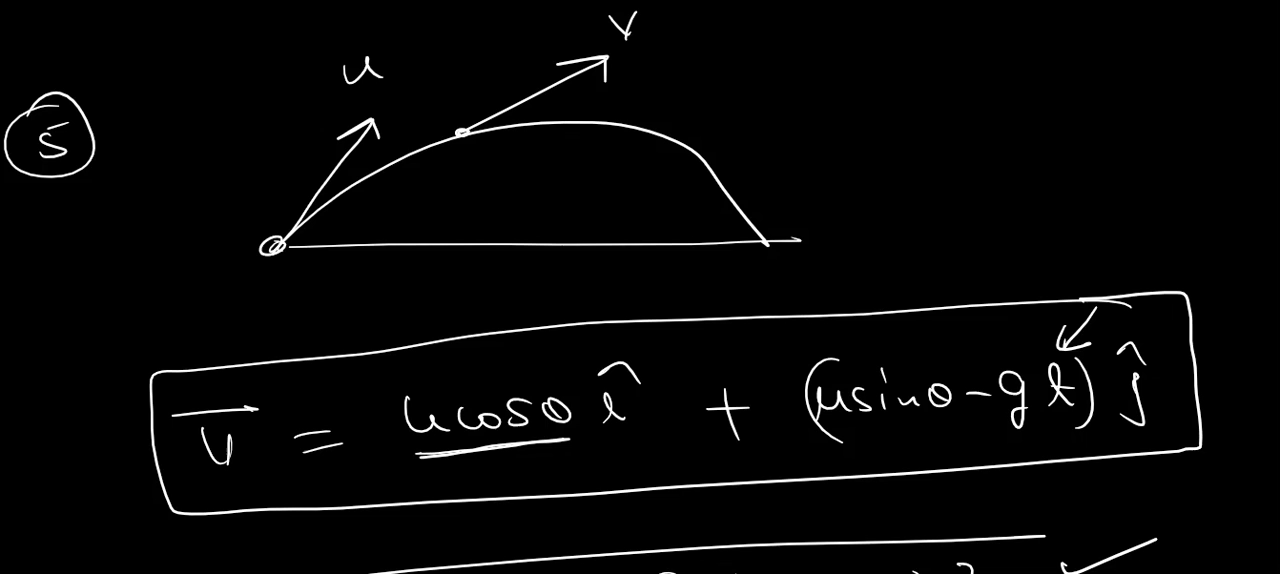 u
v
5
v⃗ = u cosθ î + (u sinθ - g t) ĵ